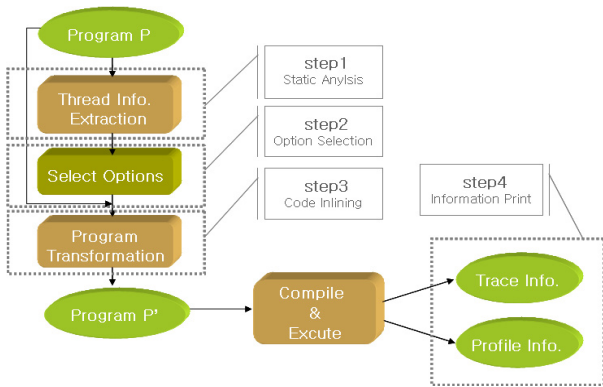 Program P
step1
Static Anylsis
Thread Info.
Extraction
step2
Option Selection
Select Options
step3
Code Inlining
step4
Information Print
Program
Transformation
Trace Info.
Compile
&
Excute
Program P'
Profile Info.